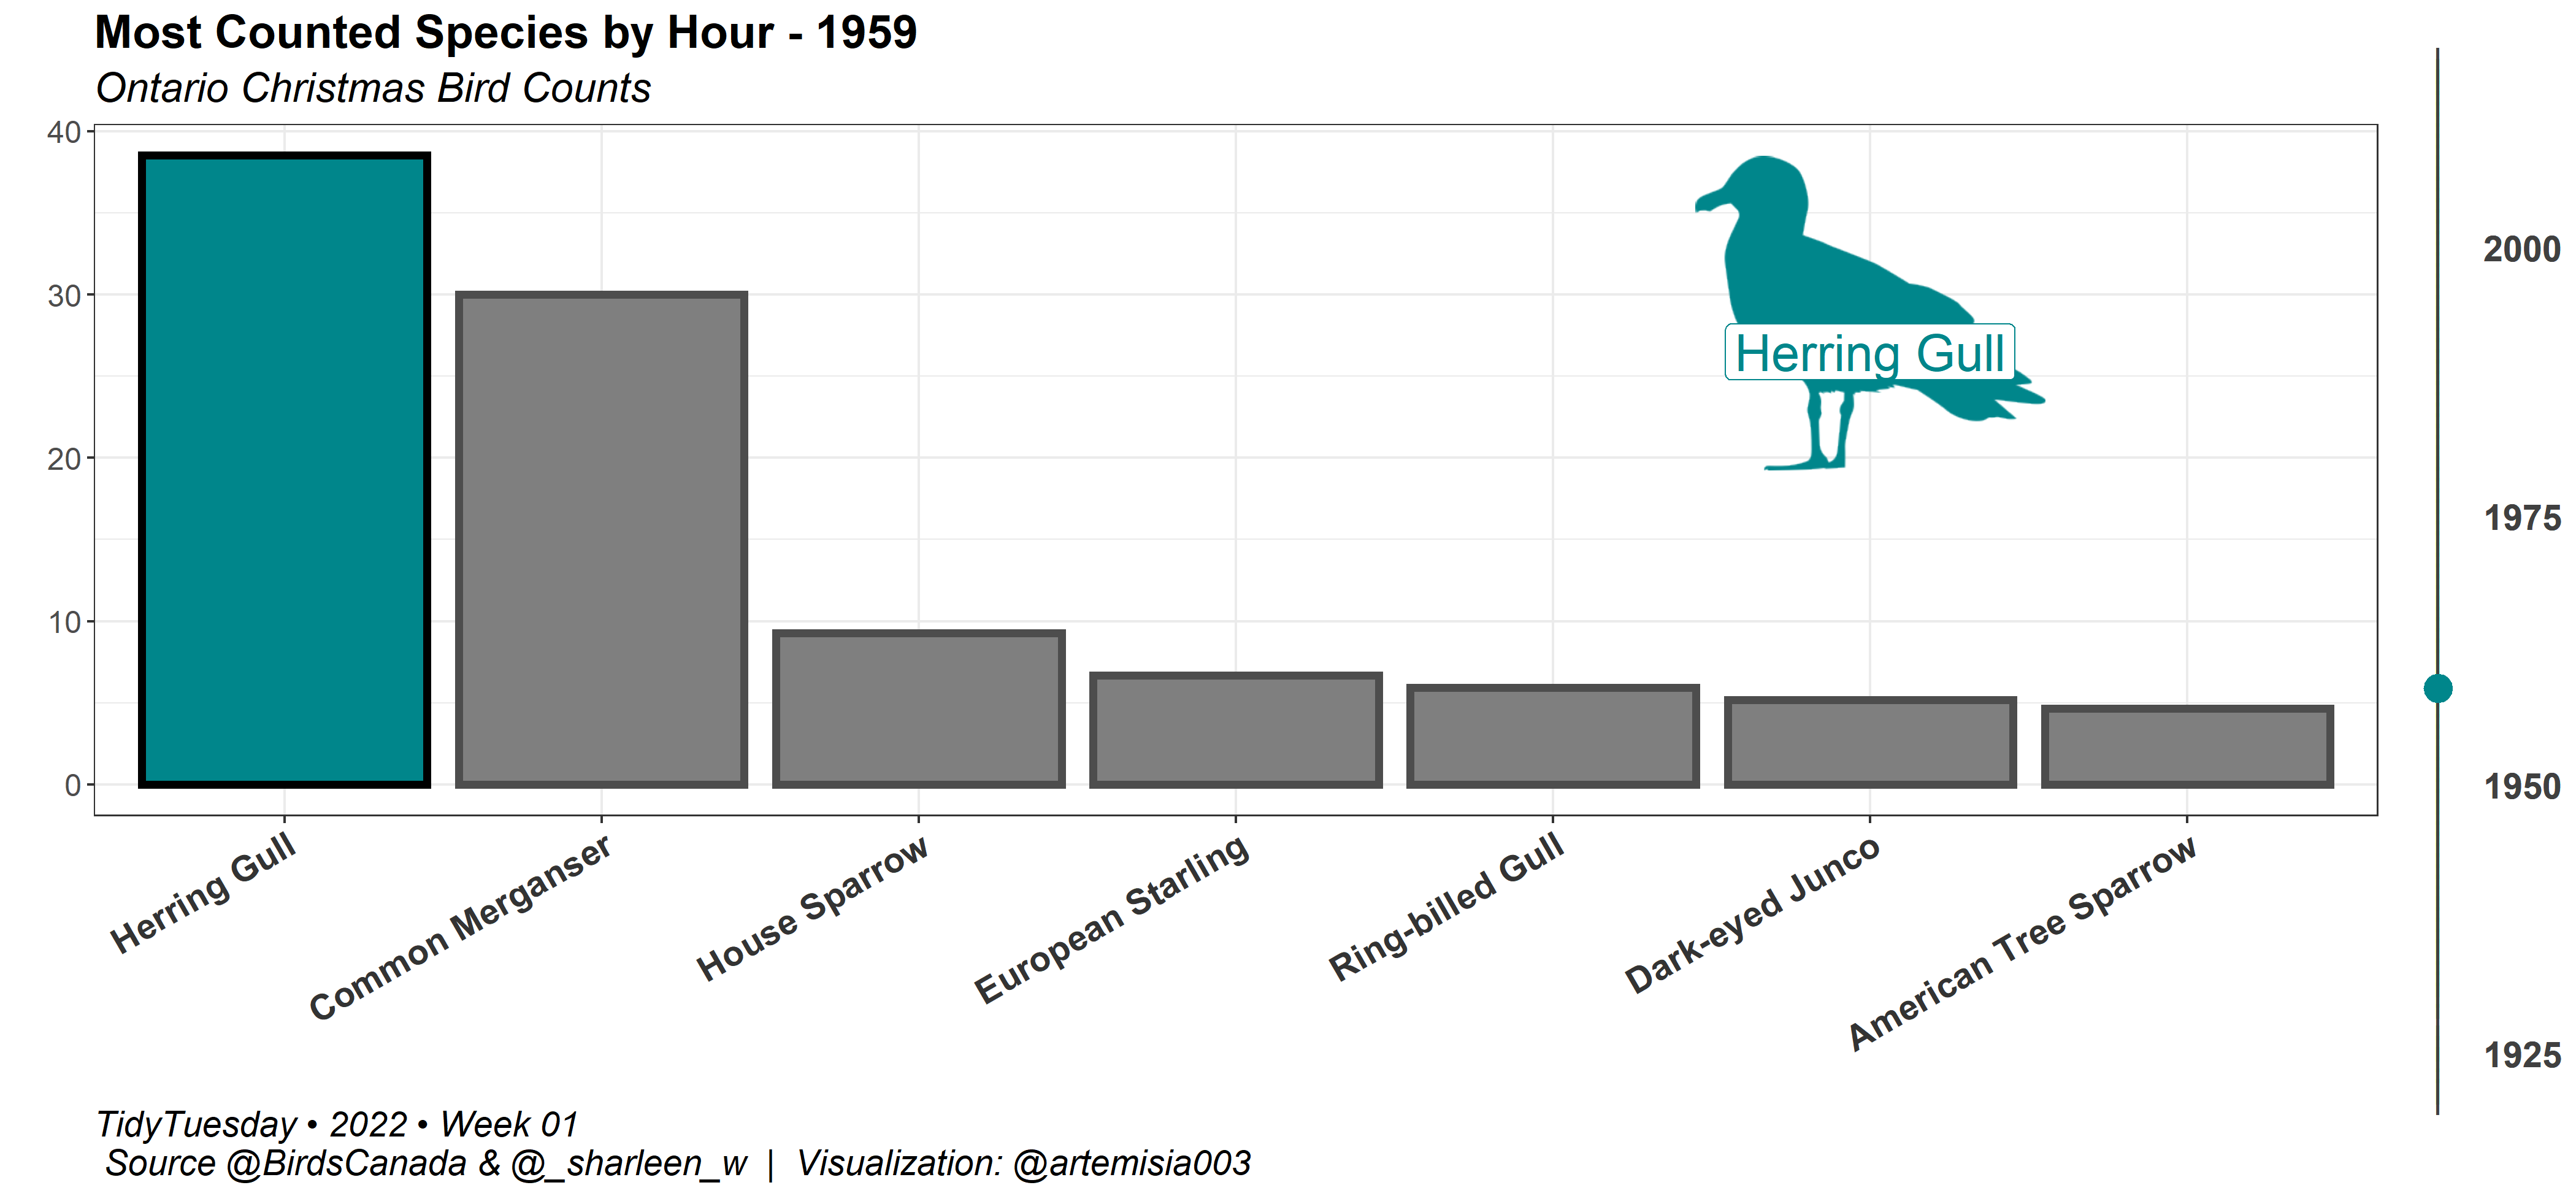 Most Counted Species by Hour - 1959
Ontario Christmas Bird Counts
40
30
20
10
0
Herring Gull
2000
1975
1950
1925
Herring Gull
Common Merganser
House Sparrow
European Starling
Ring-billed Gull
Dark-eyed Junco
American Tree Sparrow
TidyTuesday • 2022 • Week 01
Source @BirdsCanada & @_sharleen_w | Visualization: @artemisia003